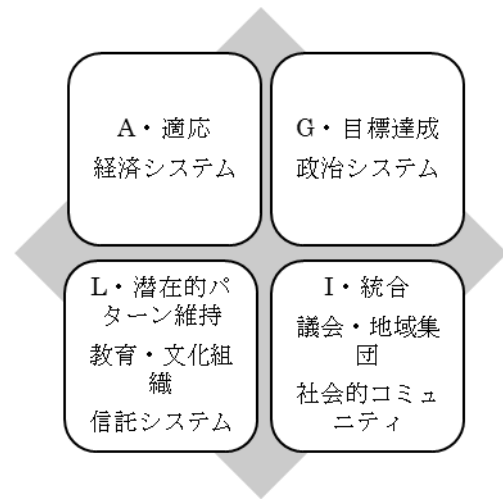 A・適応
経済システム
G・目標達成
政治システム
L・潜在的パ
ターン維持
教育・文化組
織
信託システム
I・統合
議会・地域集
団
社会的コミュ
ニティ